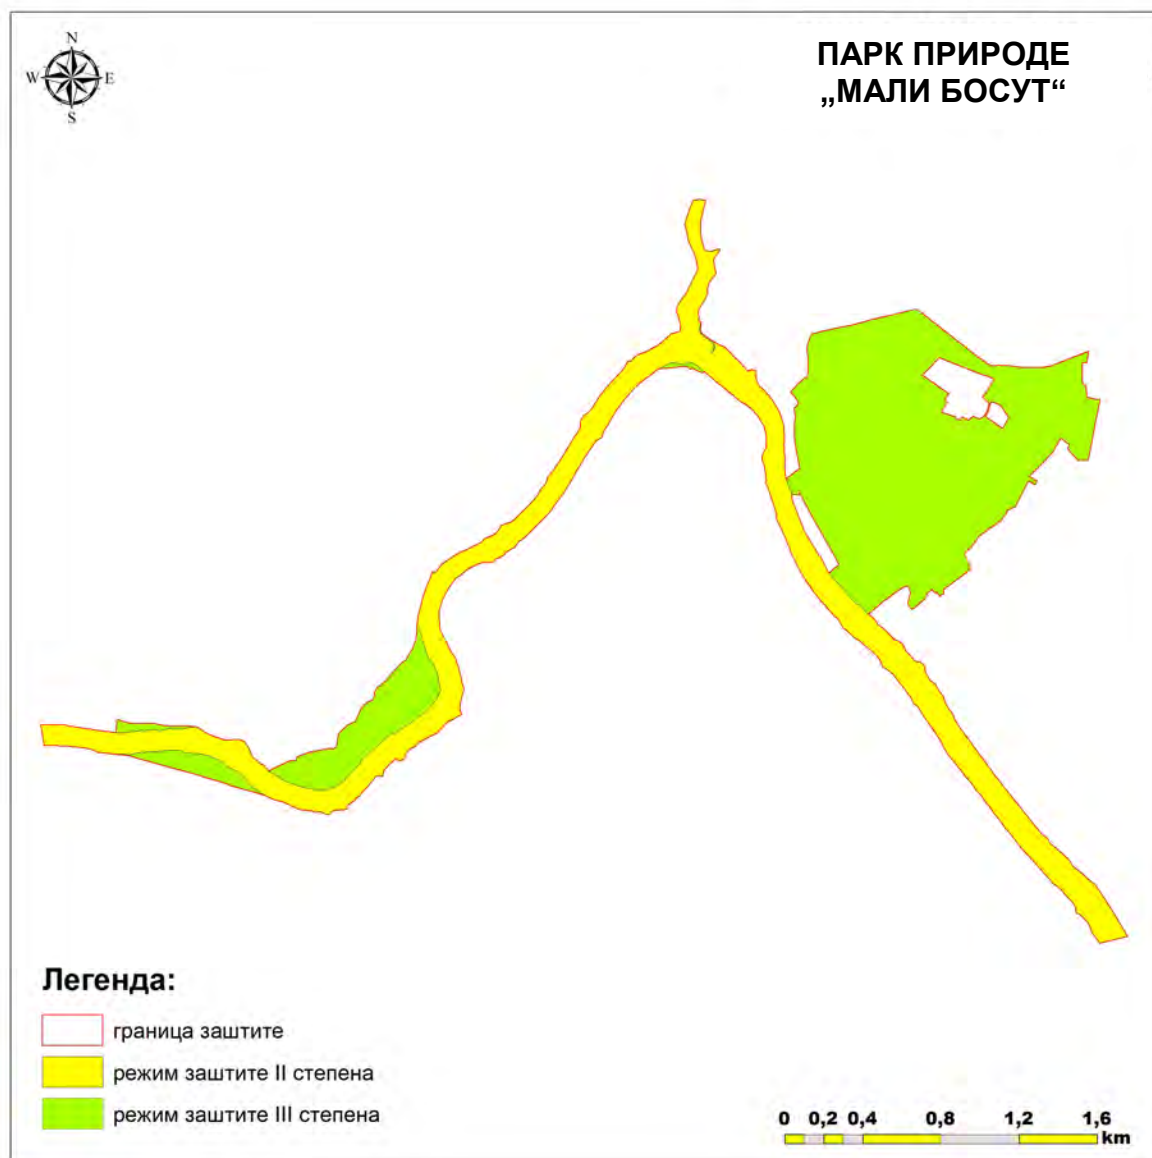 N
W E
S
ПАРК ПРИРОДЕ
„МАЛИ БОСУТ“
Легенда:
граница заштите
режим заштите II степена
режим заштите III степена
0 0,2 0,4 0,8 1,2 1,6
km